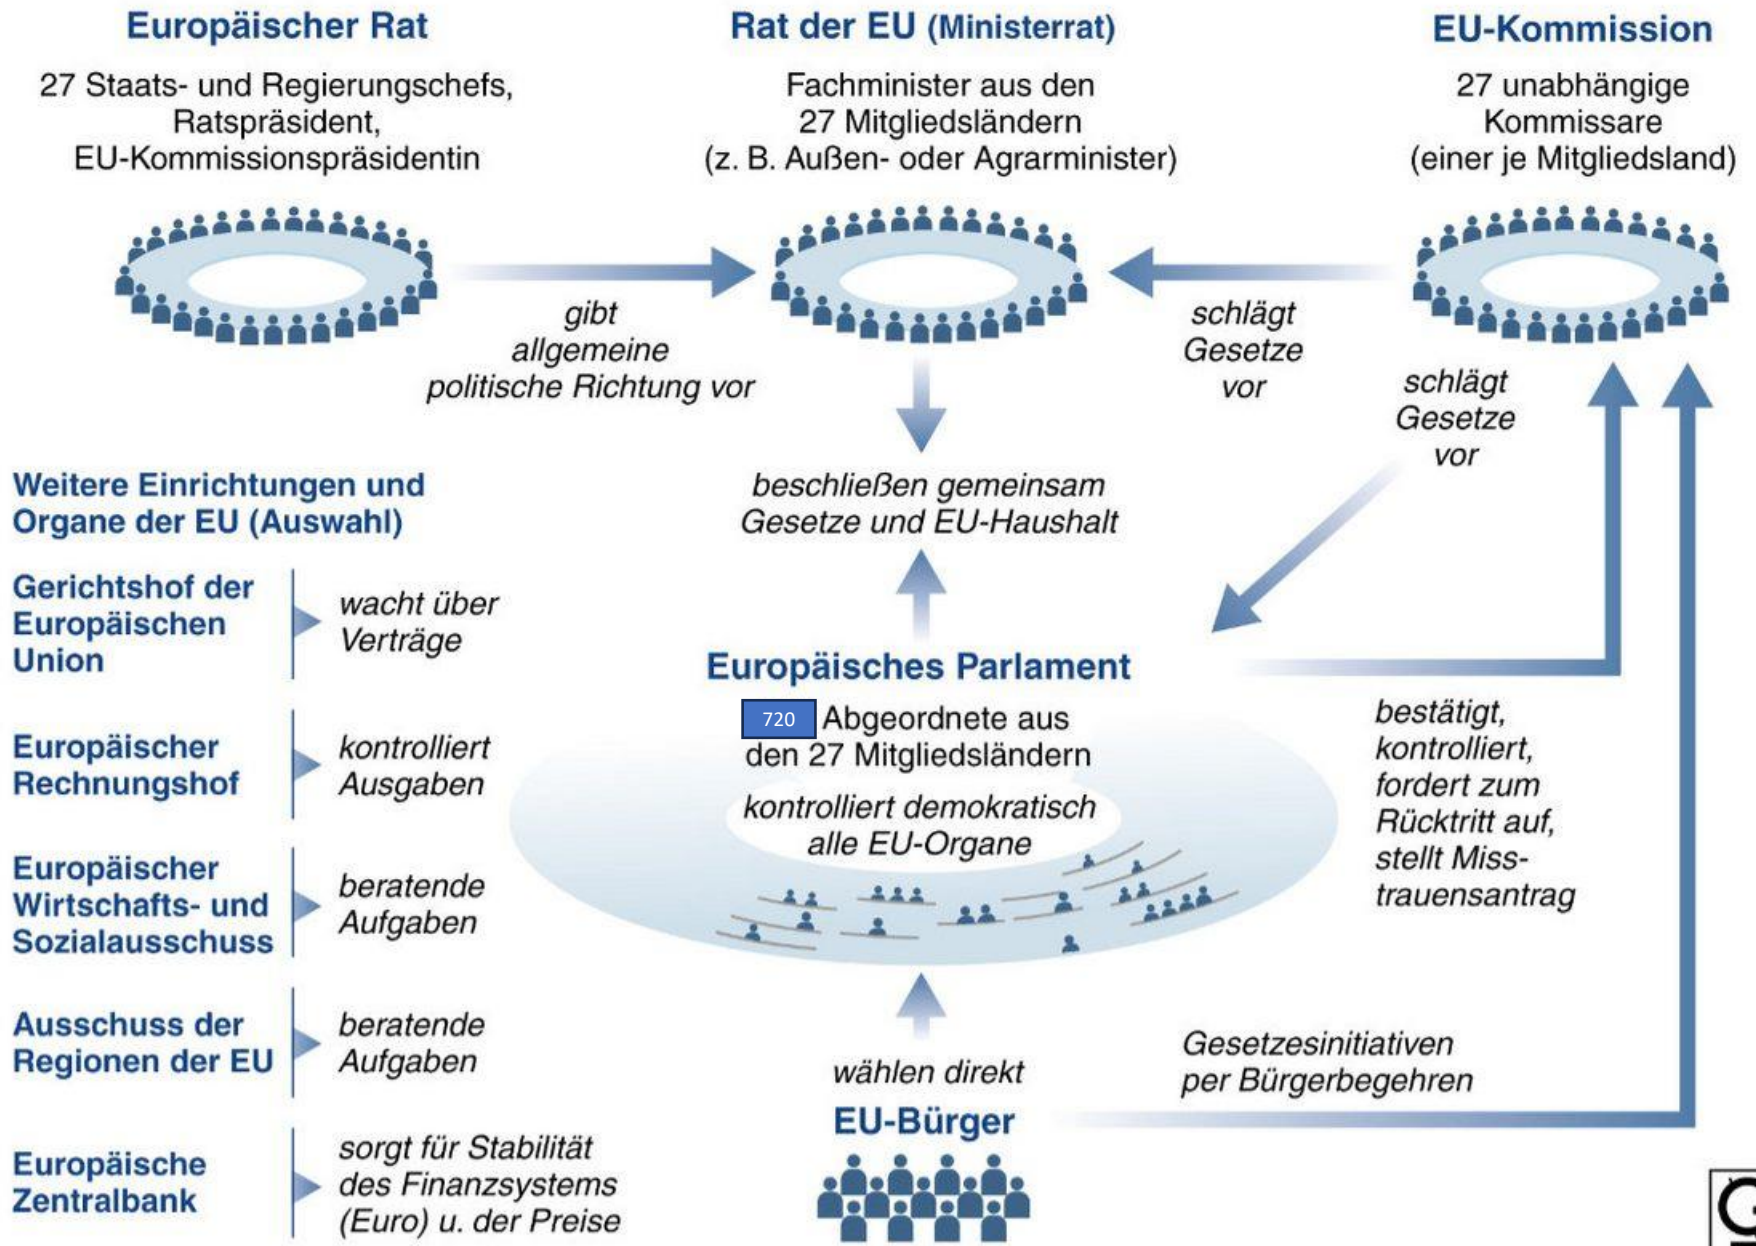 Europäischer Rat
27 Staats- und Regierungschefs,
Ratspräsident,
EU-Kommissionspräsidentin
Rat der EU (Ministerrat)
Fachminister aus den
27 Mitgliedsländern
(z. B. Außen- oder Agrarminister)
EU-Kommission
27 unabhängige
Kommissare
(einer je Mitgliedsland)
gibt
allgemeine
politische Richtung vor
schlägt
Gesetze
vor
schlägt
Gesetze
vor
beschließen gemeinsam
Gesetze und EU-Haushalt
Weitere Einrichtungen und
Organe der EU (Auswahl)
Gerichtshof der
Europäischen
Union
wacht über
Verträge
Europäischer
Rechnungshof
kontrolliert
Ausgaben
Europäischer
Wirtschafts- und
Sozialausschuss
beratende
Aufgaben
Ausschuss der
Regionen der EU
beratende
Aufgaben
Europäische
Zentralbank
sorgt für Stabilität
des Finanzsystems
(Euro) u. der Preise
Europäisches Parlament
720 Abgeordnete aus
den 27 Mitgliedsländern
kontrolliert demokratisch
alle EU-Organe
bestätigt,
kontrolliert,
fordert zum
Rücktritt auf,
stellt Miss-
trauensantrag
wählen direkt
EU-Bürger
Gesetzesinitiativen
per Bürgerbegehren